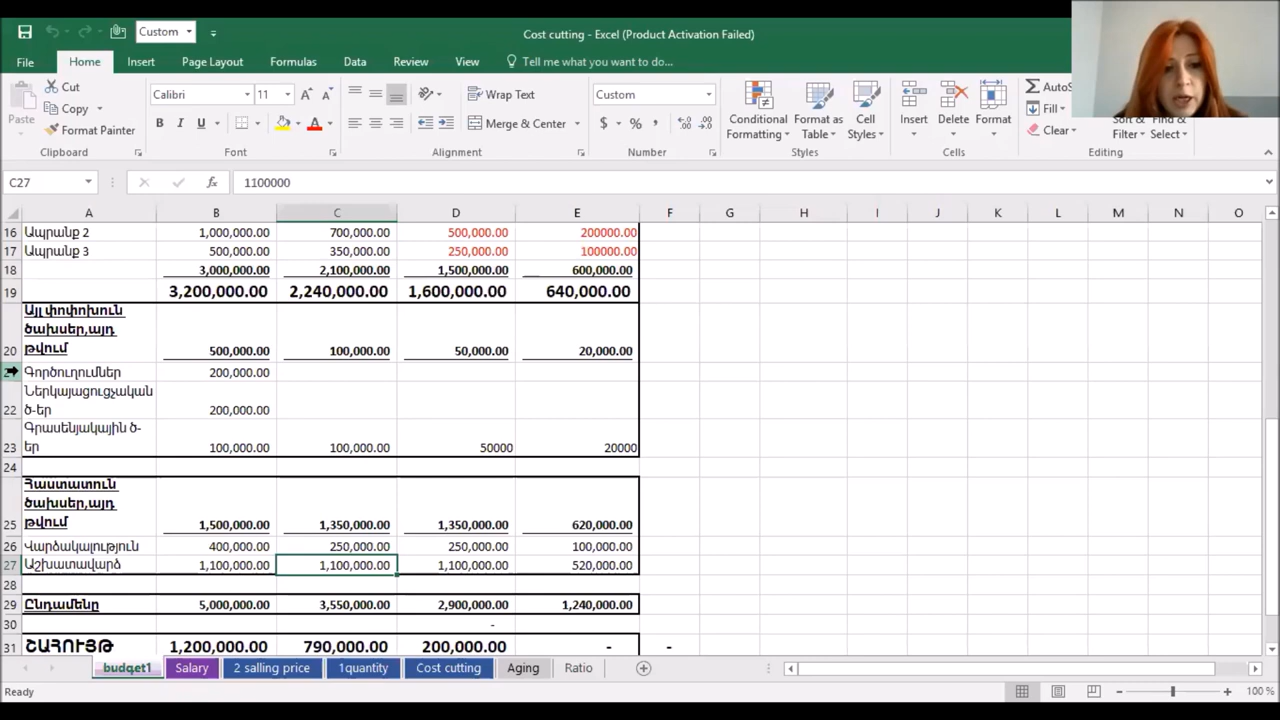 Custom
Cost cutting - Excel (Product Activation Failed)
File Home Insert Page Layout Formulas Data Review View Tell me what you want to do...
Cut
Copy
Format Painter
Paste
Calibri 11
B I U
Wrap Text
Merge & Center
Custom
$ % ,
Conditional Formatting
Format as Table
Cell Styles
Insert Delete Format
Fill
Clear
Sort & Filter
Find & Select
Clipboard Font Alignment Number Styles Cells Editing
C27 fx 1100000
A B C D E F G H I J K L M N O
16 Ապրանք 2 1,000,000.00 700,000.00 500,000.00 200000.00
17 Ապրանք 3 500,000.00 350,000.00 250,000.00 100000.00
18 3,000,000.00 2,100,000.00 1,500,000.00 600,000.00
19 3,200,000.00 2,240,000.00 1,600,000.00 640,000.00
Այլ փոփոխուն
ծախսեր,այդ
20 թվում 500,000.00 100,000.00 50,000.00 20,000.00
Գործուղումներ 200,000.00
Ներկայացուցչական
22 ծ-եր 200,000.00
Գրասենյակային ծ-
23 եր 100,000.00 100,000.00 50000 20000
24
Հաստատուն
ծախսեր,այդ
25 թվում 1,500,000.00 1,350,000.00 1,350,000.00 620,000.00
26 Վարձակալություն 400,000.00 250,000.00 250,000.00 100,000.00
27 Աշխատավարձ 1,100,000.00 1,100,000.00 1,100,000.00 520,000.00
28
29 Ընդամենը 5,000,000.00 3,550,000.00 2,900,000.00 1,240,000.00
30 -
31 ՇԱՀՈՒՅԹ 1,200,000.00 790,000.00 200,000.00 - -
budget1 Salary 2 salling price 1quantity Cost cutting Aging Ratio
Ready 100 %